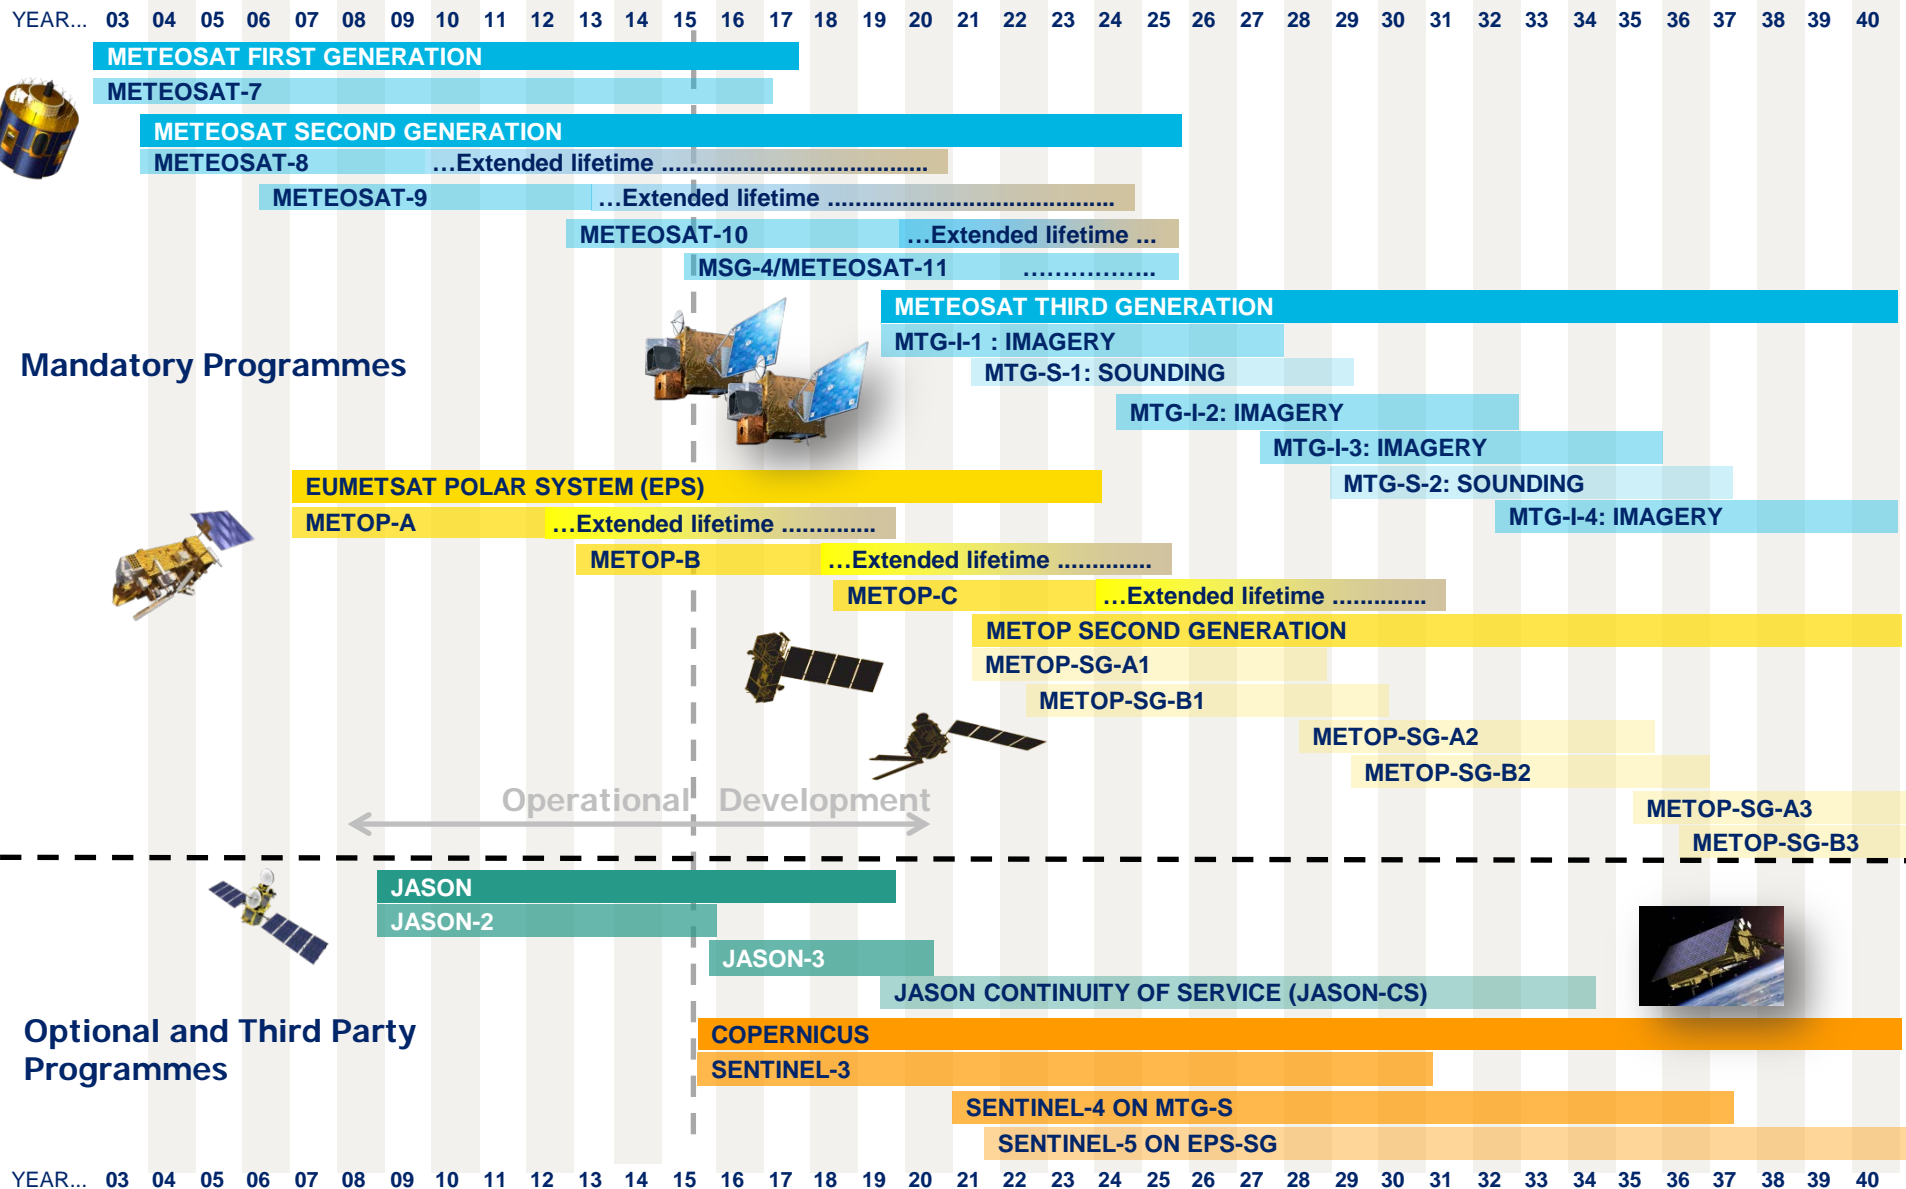 YEAR... 03 04 05 06 07 08 09 10 11 12 13 14 15 16 17 18 19 20 21 22 23 24 25 26 27 28 29 30 31 32 33 34 35 36 37 38 39 40
METEOSAT FIRST GENERATION
METEOSAT-7
METEOSAT SECOND GENERATION
METEOSAT-8 ...Extended lifetime .......................................
METEOSAT-9 ...Extended lifetime .........................................
METEOSAT-10 ...Extended lifetime ...
MSG-4/METEOSAT-11 ..................
METEOSAT THIRD GENERATION
MTG-I-1 : IMAGERY
Mandatory Programmes
MTG-S-1: SOUNDING
MTG-I-2: IMAGERY
MTG-I-3: IMAGERY
EUMETSAT POLAR SYSTEM (EPS)
MTG-S-2: SOUNDING
METOP-A ...Extended lifetime ..............
MTG-I-4: IMAGERY
METOP-B ...Extended lifetime ..............
METOP-C ...Extended lifetime ..............
METOP SECOND GENERATION
METOP-SG-A1
METOP-SG-B1
METOP-SG-A2
METOP-SG-B2
Operational Development
METOP-SG-A3
METOP-SG-B3
JASON
JASON-2
JASON-3
JASON CONTINUITY OF SERVICE (JASON-CS)
Optional and Third Party
Programmes
COPERNICUS
SENTINEL-3
SENTINEL-4 ON MTG-S
SENTINEL-5 ON EPS-SG
YEAR... 03 04 05 06 07 08 09 10 11 12 13 14 15 16 17 18 19 20 21 22 23 24 25 26 27 28 29 30 31 32 33 34 35 36 37 38 39 40